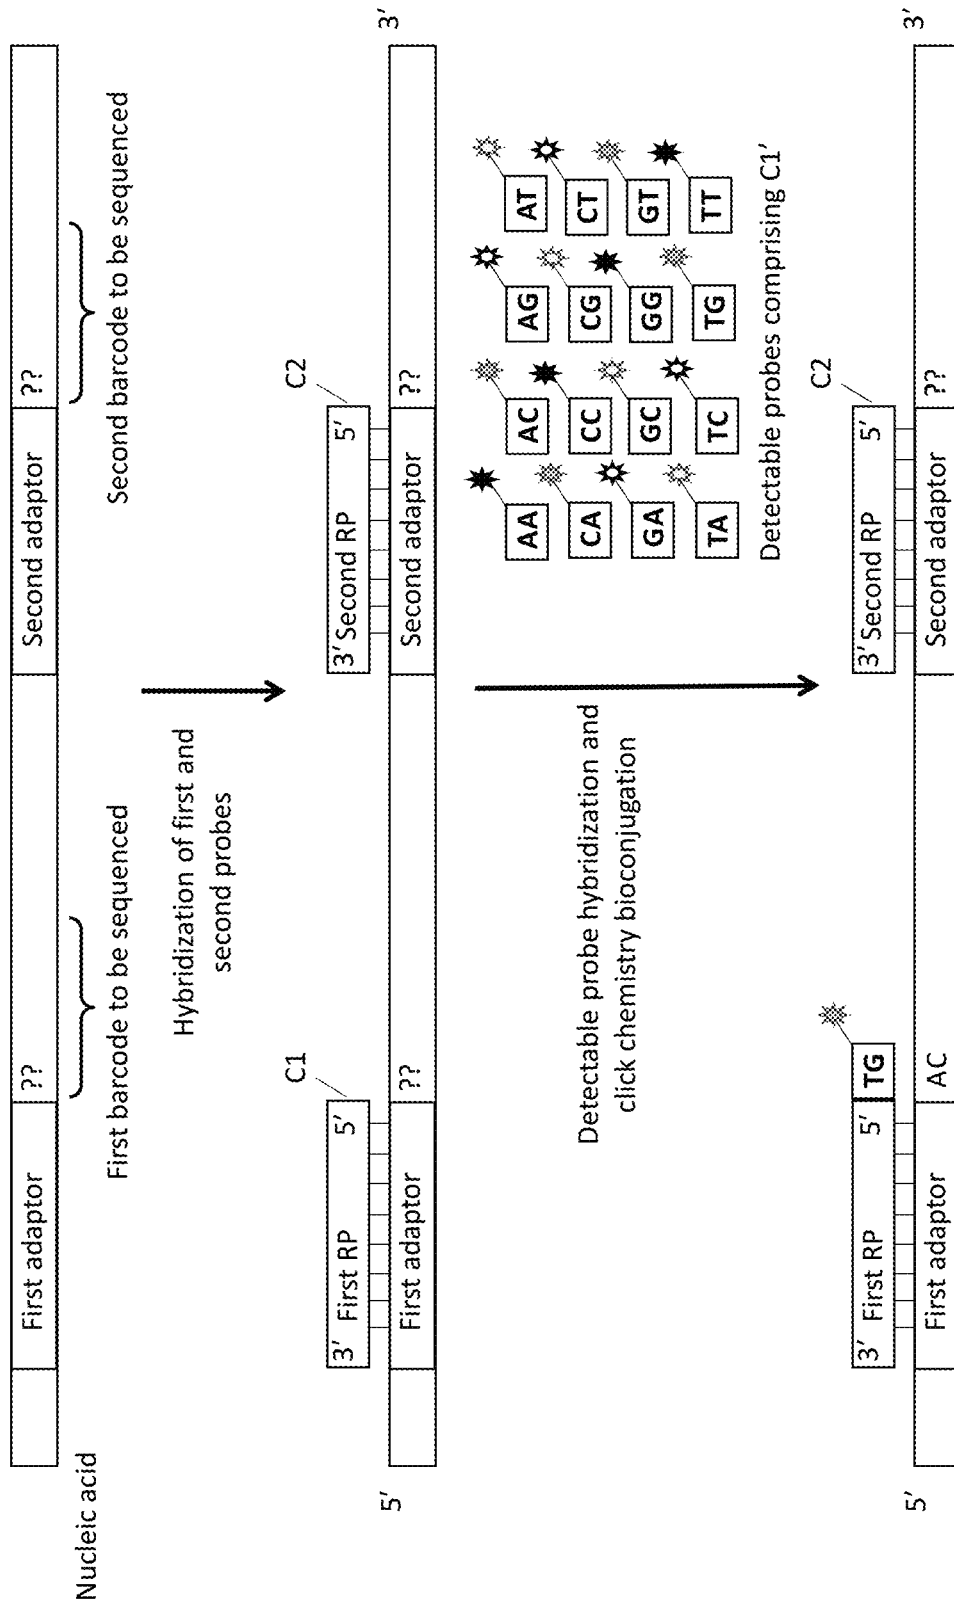 Nucleic acid
First adaptor ?? Second adaptor ??
First barcode to be sequenced
Second barcode to be sequenced
Hybridization of first and
second probes
C1
C2
3′ First RP 5′
3′ Second RP 5′
5′ First adaptor ?? Second adaptor ?? 3′
Detectable probe hybridization and
click chemistry bioconjugation
AA AC AG AT
CA CC CG CT
GA GC GG GT
TA TC TG TT
Detectable probes comprising C1′
C2
3′ First RP 5′ TG
3′ Second RP 5′
5′ First adaptor AC Second adaptor ?? 3′